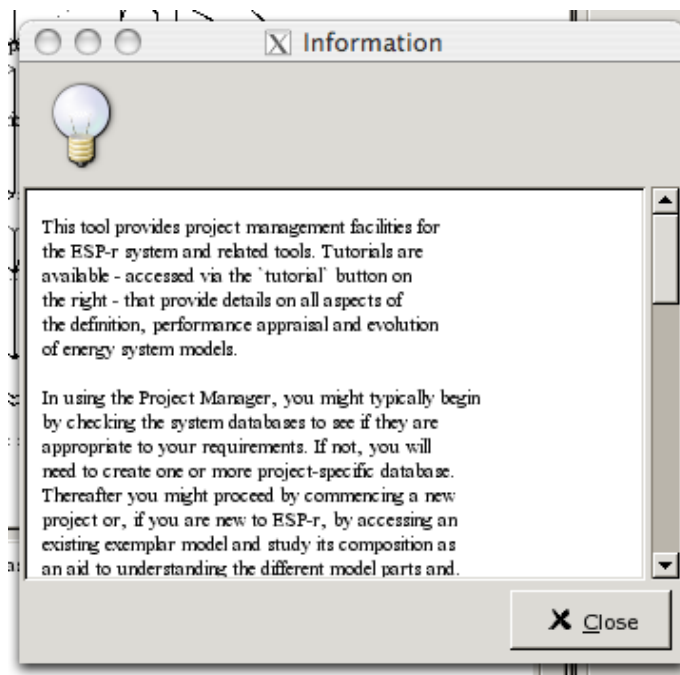 Information
This tool provides project management facilities for
the ESP-r system and related tools. Tutorials are
available - accessed via the `tutorial` button on
the right - that provide details on all aspects of
the definition, performance appraisal and evolution
of energy system models.
In using the Project Manager, you might typically begin
by checking the system databases to see if they are
appropriate to your requirements. If not, you will
need to create one or more project-specific database.
Thereafter you might proceed by commencing a new
project or, if you are new to ESP-r, by accessing an
existing exemplar model and study its composition as
an aid to understanding the different model parts and.
Close